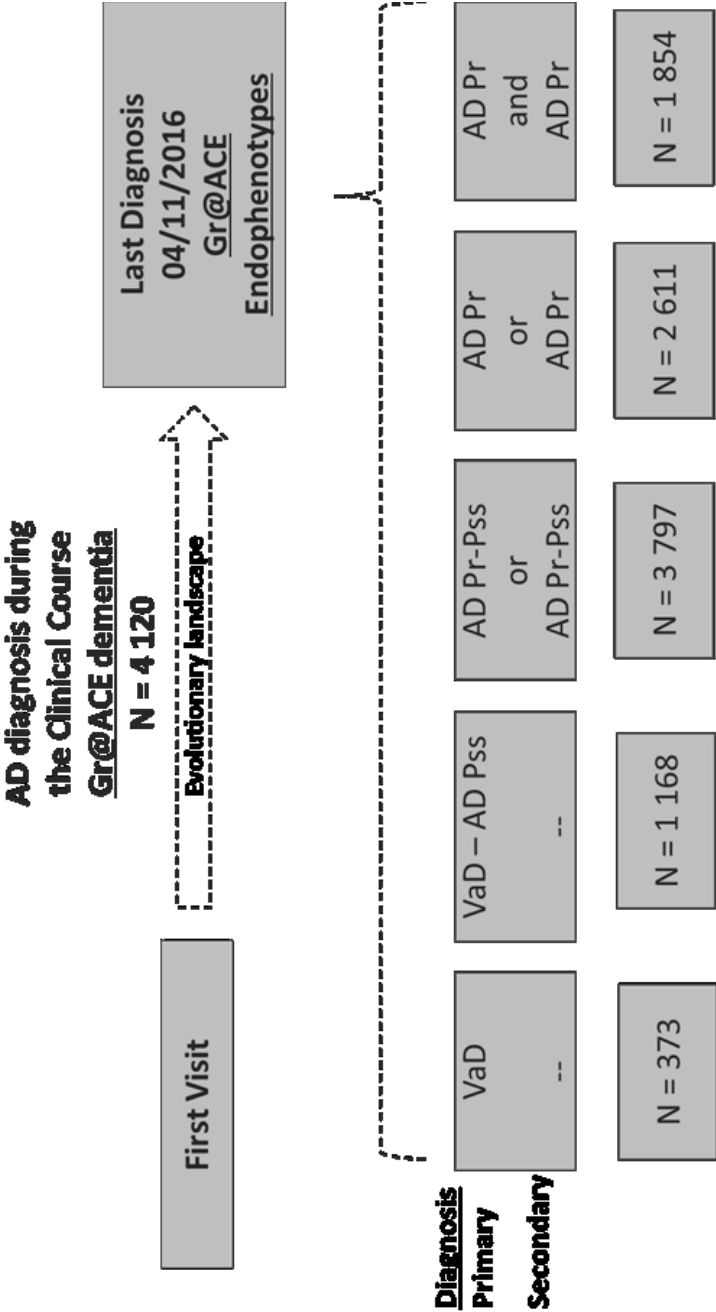 AD diagnosis during
the Clinical Course
Gr@ACE dementia
N = 4 120
First Visit
Evolutionary landscape
Last Diagnosis
04/11/2016
Gr@ACE
Endophenotypes
Diagnosis
Primary
Secondary
VaD
--
VaD – AD Pss
--
AD Pr-Pss
or
AD Pr-Pss
AD Pr
or
AD Pr
AD Pr
and
AD Pr
N = 373
N = 1 168
N = 3 797
N = 2 611
N = 1 854